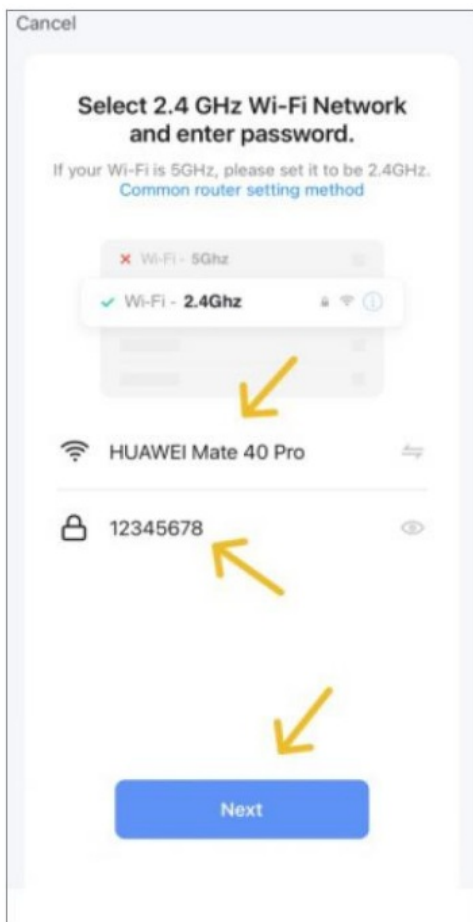 Cancel
Select 2.4 GHz Wi-Fi Network
and enter password.
If your Wi-Fi is 5GHz, please set it to be 2.4GHz.
Common router setting method
Wi-Fi - 5Ghz
Wi-Fi - 2.4Ghz
HUAWEI Mate 40 Pro
12345678
Next